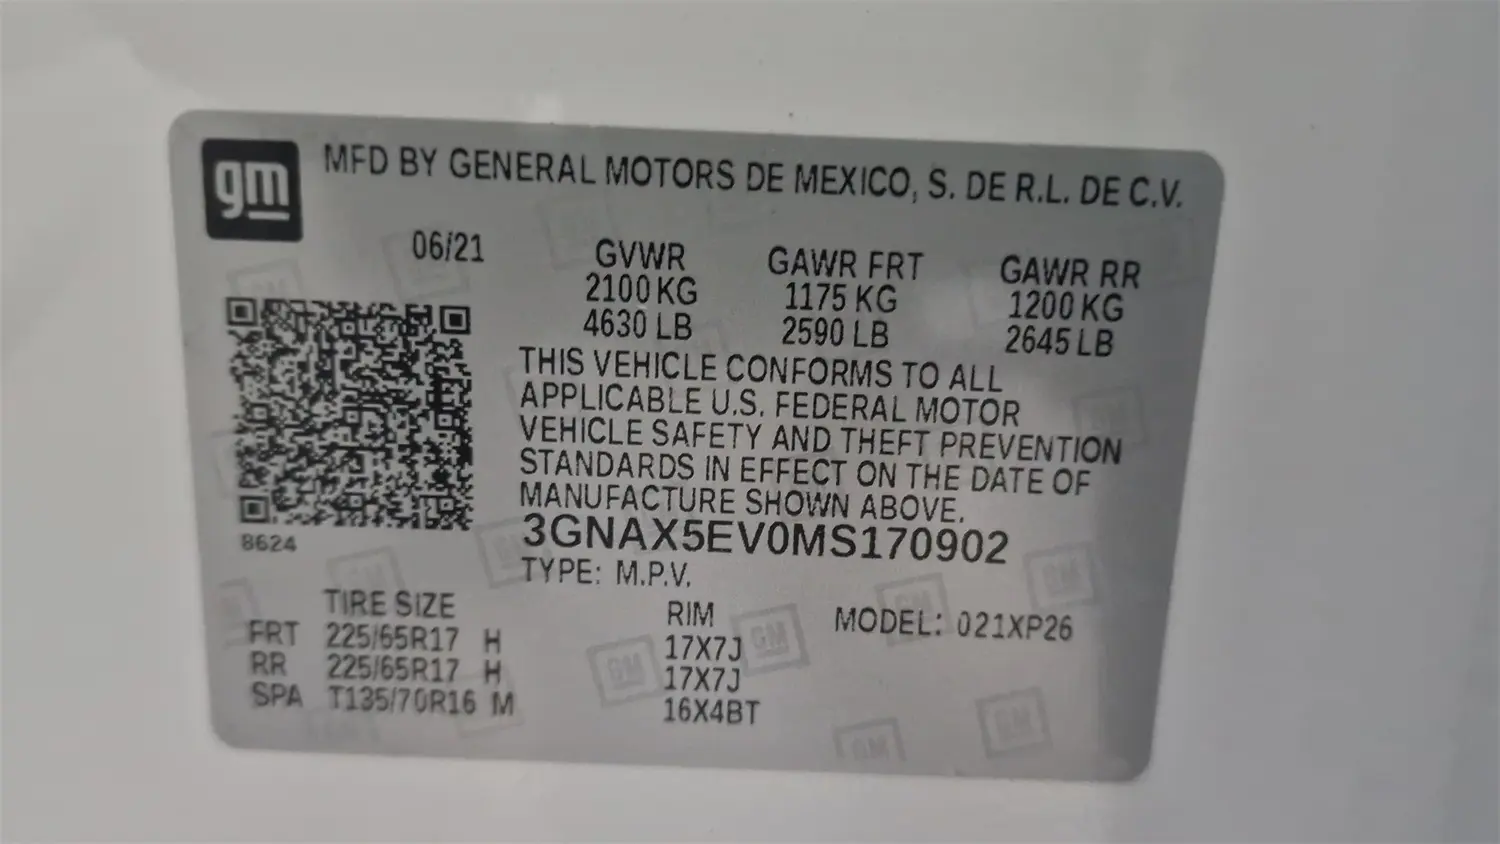 gm
MFD BY GENERAL MOTORS DE MEXICO, S. DE R.L. DE C.V.
06/21 GVWR GAWR FRT GAWR RR
2100 KG 1175 KG 1200 KG
4630 LB 2590 LB 2645 LB
THIS VEHICLE CONFORMS TO ALL
APPLICABLE U.S. FEDERAL MOTOR
VEHICLE SAFETY AND THEFT PREVENTION
STANDARDS IN EFFECT ON THE DATE OF
MANUFACTURE SHOWN ABOVE.
3GNAX5EV0MS170902
8624
TYPE: M.P.V.
TIRE SIZE RIM MODEL: 021XP26
FRT 225/65R17 H 17X7J
RR 225/65R17 H 17X7J
SPA T135/70R16 M 16X4BT